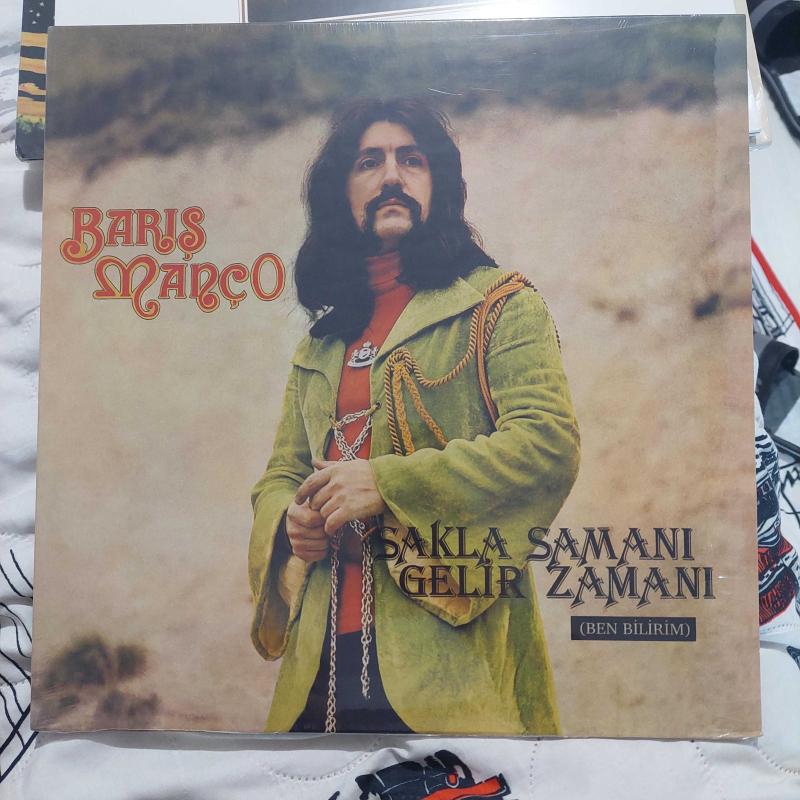 BARIŞ
MANÇO
SAKLA SAMANI
GELİR ZAMANI
(BEN BİLİRİM)